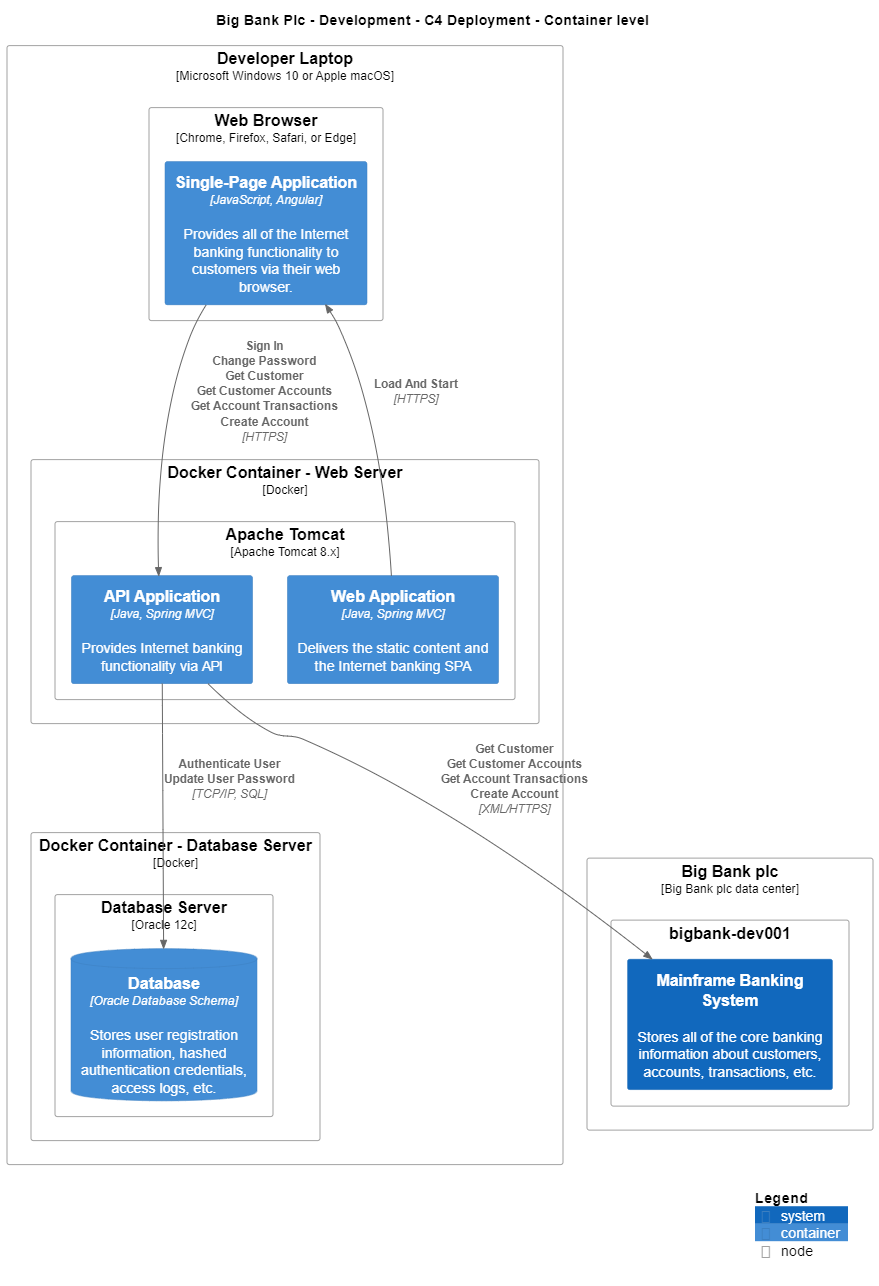 Big Bank Plc - Development - C4 Deployment - Container level
Developer Laptop
[Microsoft Windows 10 or Apple macOS]
Web Browser
[Chrome, Firefox, Safari, or Edge]
Single-Page Application
[JavaScript, Angular]
Provides all of the Internet
banking functionality to
customers via their web
browser.
Sign In
Change Password
Get Customer
Get Customer Accounts
Get Account Transactions
Create Account
[HTTPS]
Load And Start
[HTTPS]
Docker Container - Web Server
[Docker]
Apache Tomcat
[Apache Tomcat 8.x]
API Application
[Java, Spring MVC]
Provides Internet banking
functionality via API
Web Application
[Java, Spring MVC]
Delivers the static content and
the Internet banking SPA
Authenticate User
Update User Password
[TCP/IP, SQL]
Get Customer
Get Customer Accounts
Get Account Transactions
Create Account
[XML/HTTPS]
Docker Container - Database Server
[Docker]
Database Server
[Oracle 12c]
Database
[Oracle Database Schema]
Stores user registration
information, hashed
authentication credentials,
access logs, etc.
Big Bank plc
[Big Bank plc data center]
bigbank-dev001
Mainframe Banking
System
Stores all of the core banking
information about customers,
accounts, transactions, etc.
Legend
system
container
node